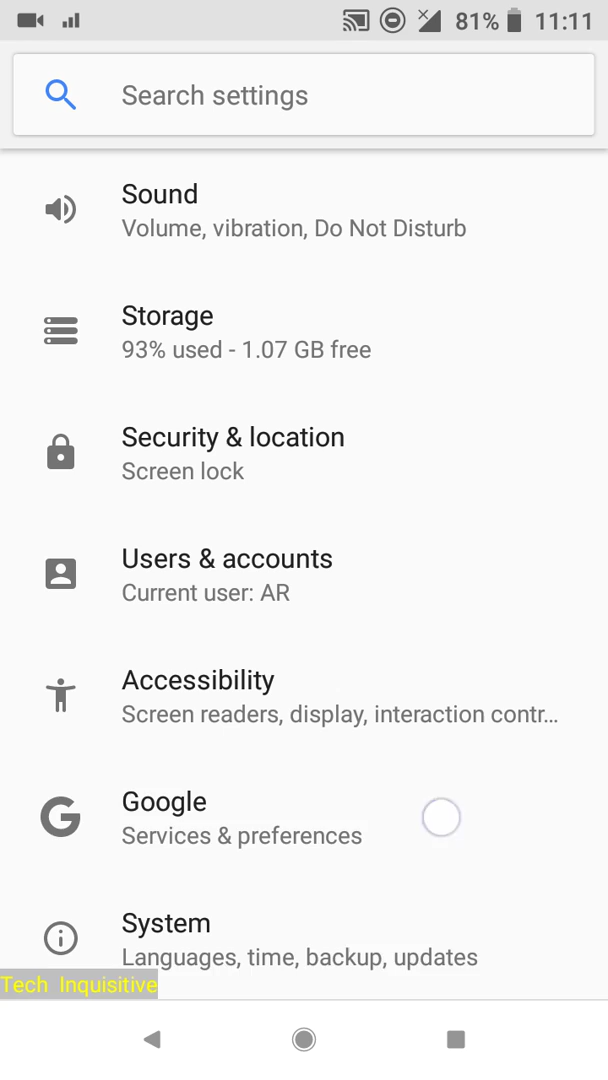 81% 11:11
Search settings
Sound
Volume, vibration, Do Not Disturb
Storage
93% used - 1.07 GB free
Security & location
Screen lock
Users & accounts
Current user: AR
Accessibility
Screen readers, display, interaction contr...
Google
Services & preferences
System
Languages, time, backup, updates
Tech Inquisitive